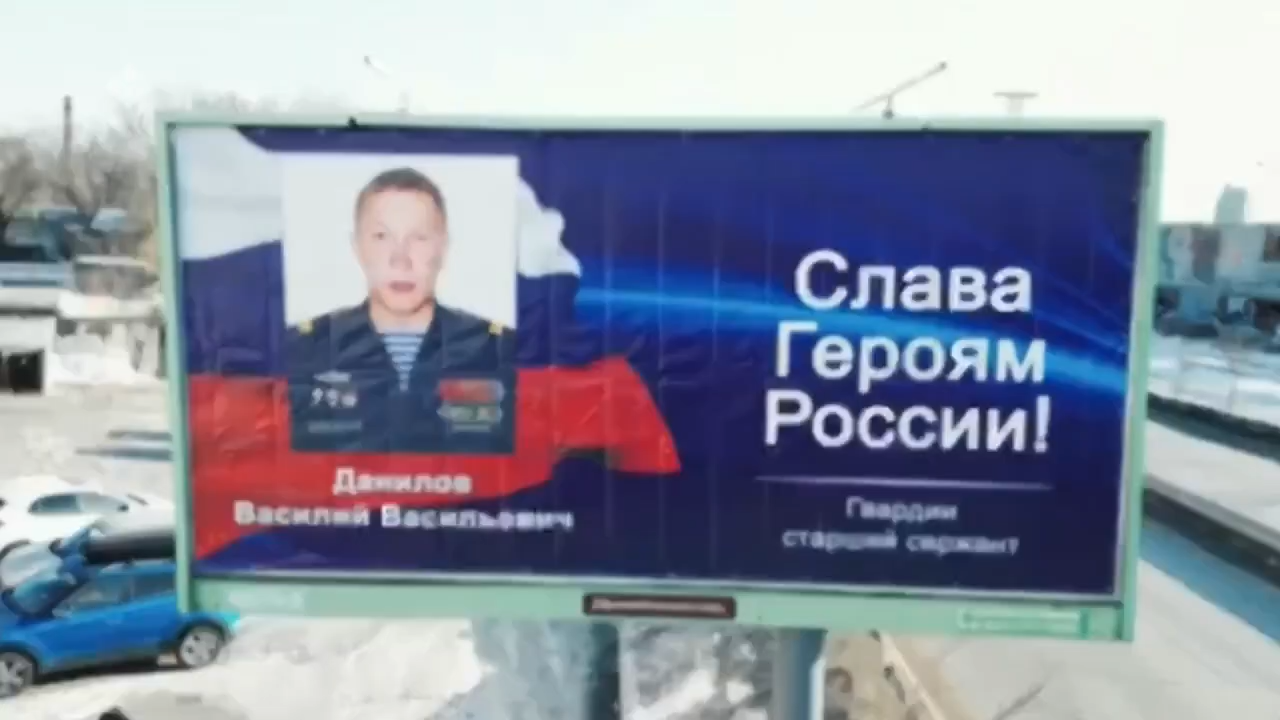 Данилов
Василий Васильевич
Слава
Героям
России!
Гвардии
старший сержант